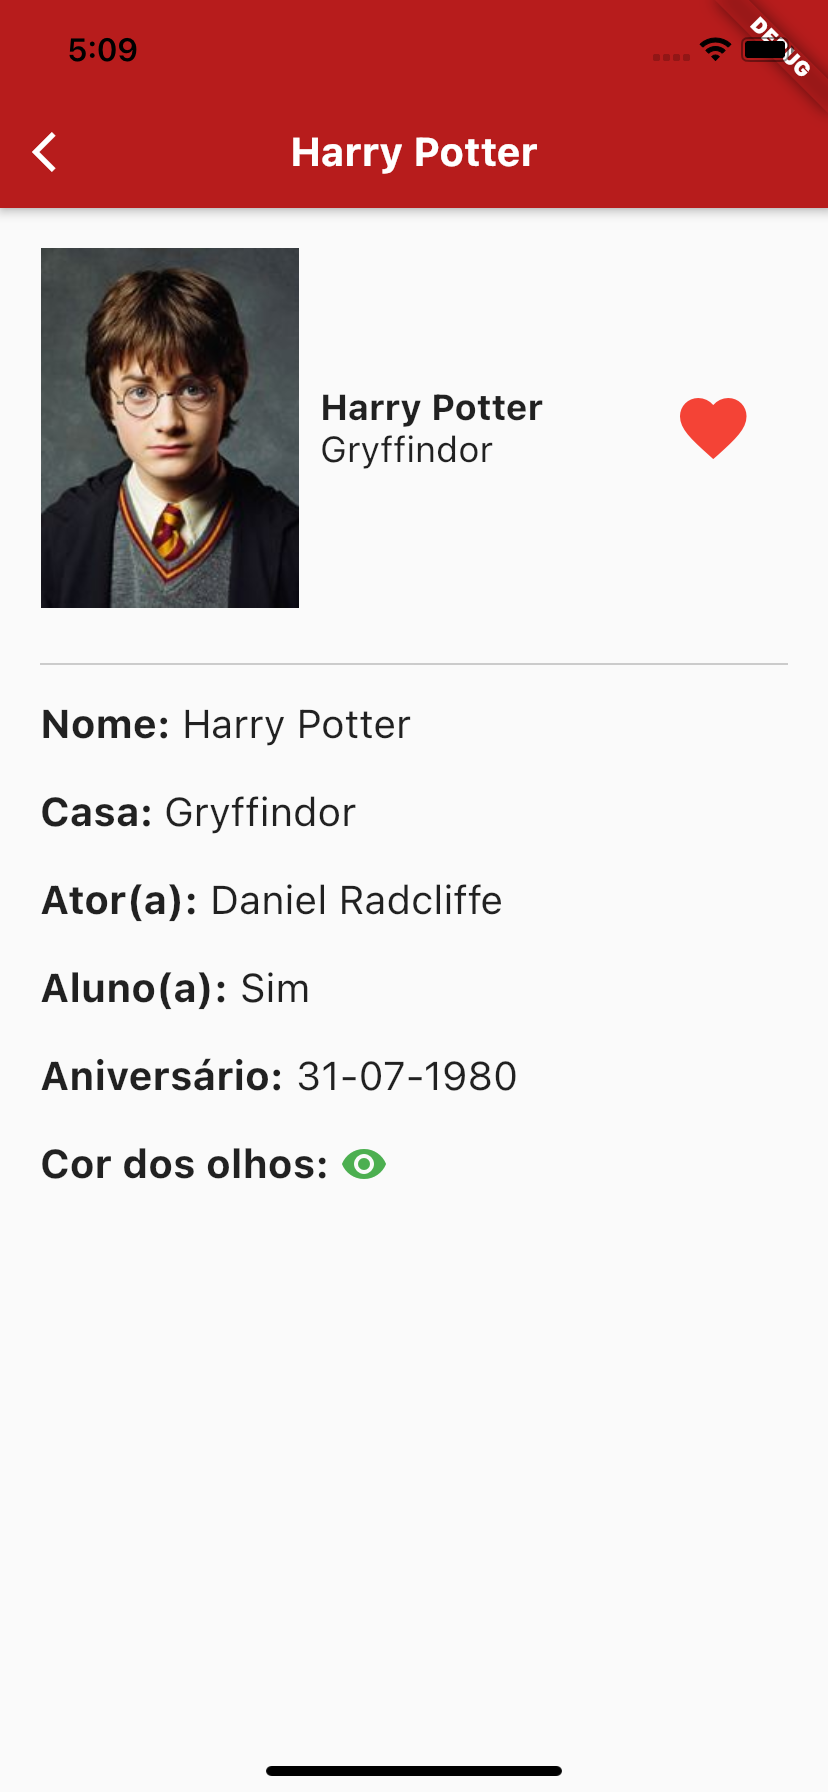 5:09
DEBUG
Harry Potter
Harry Potter
Gryffindor
Nome: Harry Potter
Casa: Gryffindor
Ator(a): Daniel Radcliffe
Aluno(a): Sim
Aniversário: 31-07-1980
Cor dos olhos: